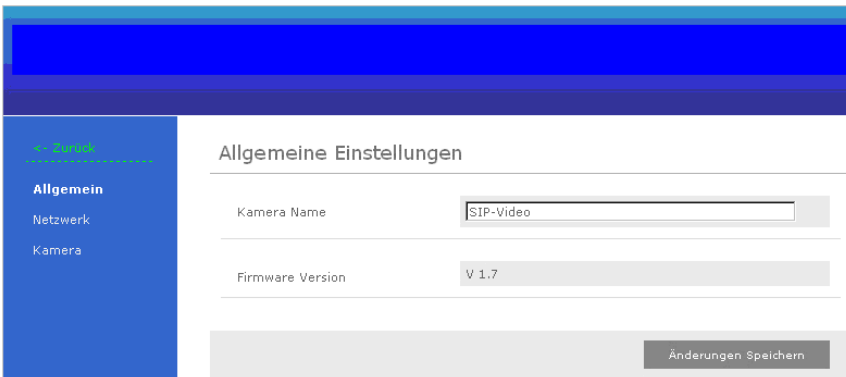 <- Zurück
Allgemein
Netzwerk
Kamera
Allgemeine Einstellungen
Kamera Name
SIP-Video
Firmware Version
V 1.7
Änderungen Speichern